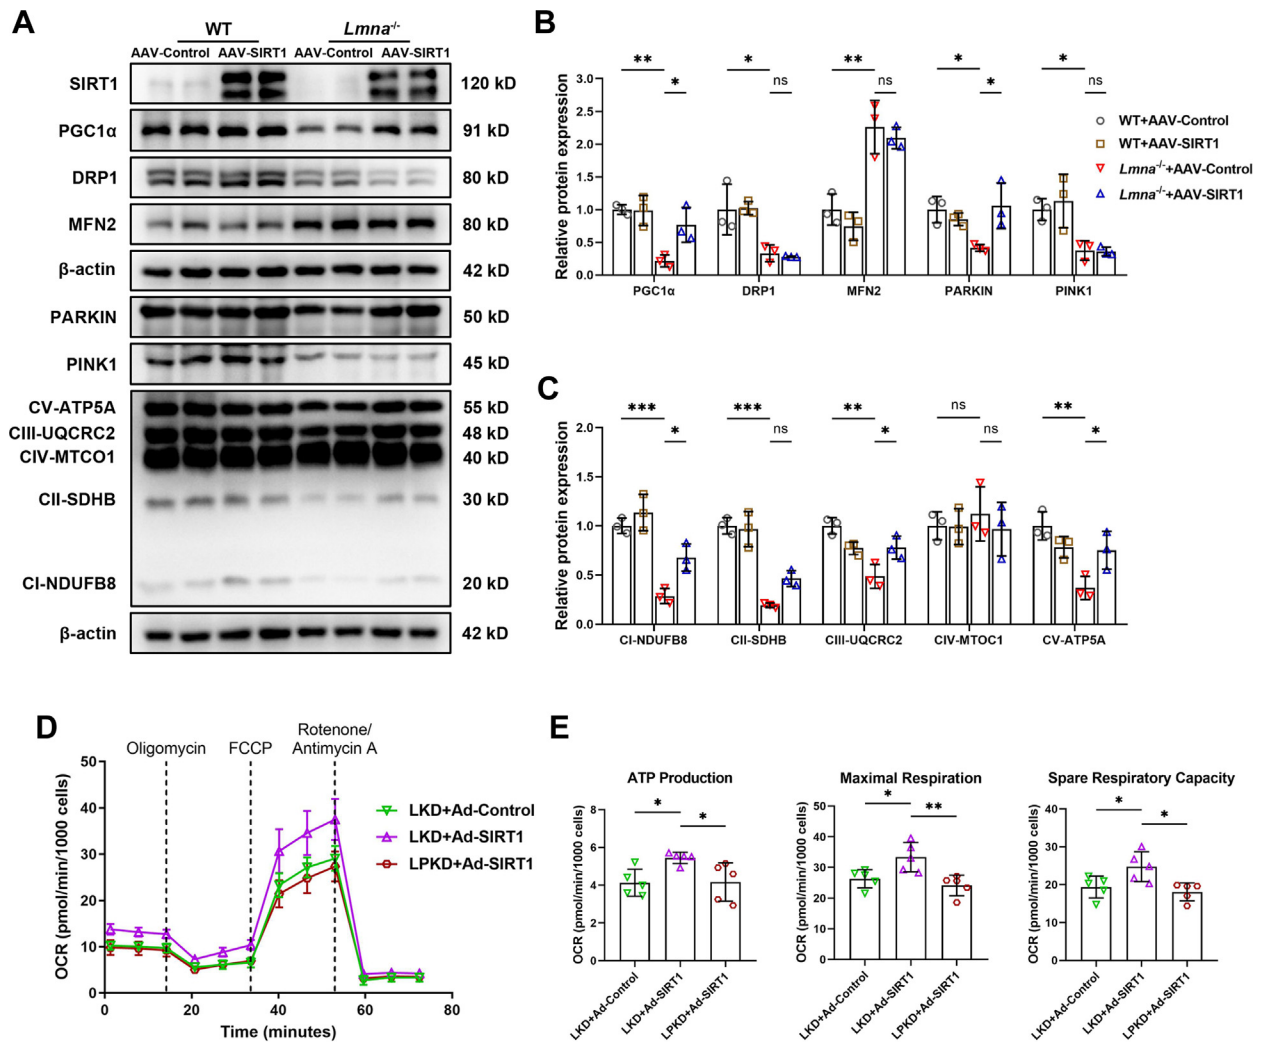 A
WT
Lmna-/-
AAV-Control AAV-SIRT1 AAV-Control AAV-SIRT1
SIRT1 120 kD
PGC1α 91 kD
DRP1 80 kD
MFN2 80 kD
β-actin 42 kD
PARKIN 50 kD
PINK1 45 kD
CV-ATP5A 55 kD
CIII-UQCRC2 48 kD
CIV-MTCO1 40 kD
CII-SDHB 30 kD
CI-NDUFB8 20 kD
β-actin 42 kD
B
Relative protein expression
3.0
2.5
2.0
1.5
1.0
0.5
0.0
** * ** * *
* ns ns * ns
PGC1α DRP1 MFN2 PARKIN PINK1
WT+AAV-Control
WT+AAV-SIRT1
Lmna-/-+AAV-Control
Lmna-/-+AAV-SIRT1
C
Relative protein expression
2.0
1.5
1.0
0.5
0.0
*** *** ** ns **
* ns * ns *
CI-NDUFB8 CII-SDHB CIII-UQCRC2 CIV-MTOC1 CV-ATP5A
D
Oligomycin FCCP Rotenone/
Antimycin A
OCR (pmol/min/1000 cells)
50
40
30
20
10
0
0 20 40 60 80
Time (minutes)
LKD+Ad-Control
LKD+Ad-SIRT1
LPKD+Ad-SIRT1
E
ATP Production
OCR (pmol/min/1000 cells)
8
6
4
2
0
* *
LKD+Ad-Control
LKD+Ad-SIRT1
LPKD+Ad-SIRT1
Maximal Respiration
OCR (pmol/min/1000 cells)
50
40
30
20
10
0
* **
LKD+Ad-Control
LKD+Ad-SIRT1
LPKD+Ad-SIRT1
Spare Respiratory Capacity
OCR (pmol/min/1000 cells)
40
30
20
10
0
* *
LKD+Ad-Control
LKD+Ad-SIRT1
LPKD+Ad-SIRT1